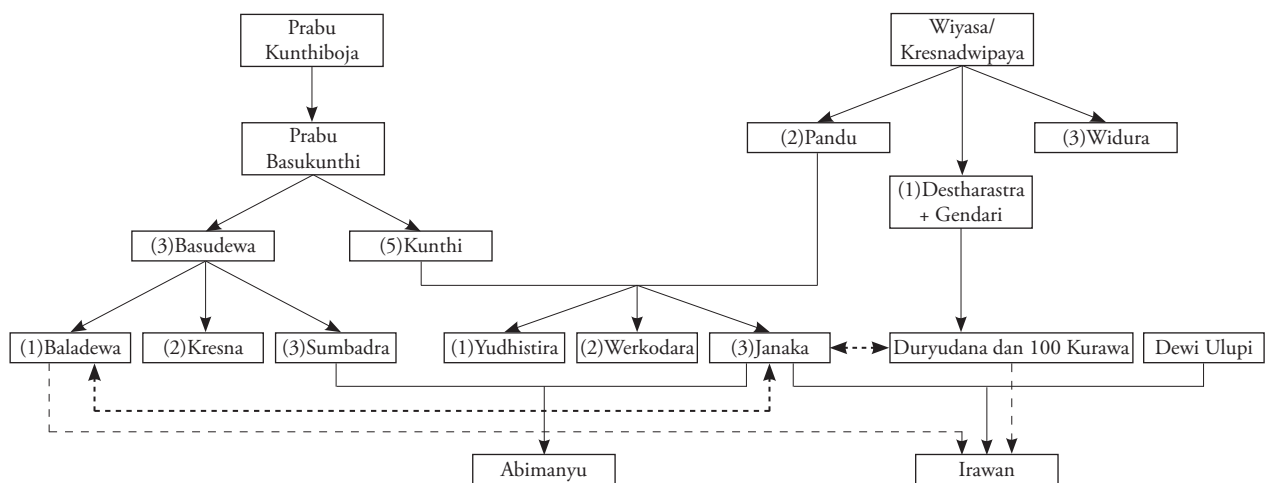 Prabu
Kunthiboja
Wiyasa/
Kresnadwipaya
Prabu
Basukunthi
(2)Pandu
(3)Widura
(1)Destharastra
+ Gendari
(3)Basudewa
(5)Kunthi
(1)Baladewa
(2)Kresna
(3)Sumbadra
(1)Yudhistira
(2)Werkodara
(3)Janaka
Duryudana dan 100 Kurawa
Dewi Ulupi
Abimanyu
Irawan